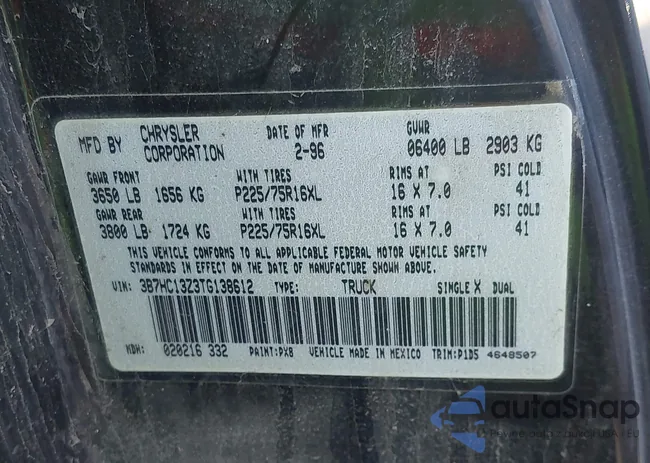 MFD BY CHRYSLER CORPORATION DATE OF MFR 2-96 GVWR 06400 LB 2903 KG
GAWR FRONT WITH TIRES RIMS AT PSI COLD
3650 LB 1656 KG P225/75R16XL 16 X 7.0 41
GAWR REAR WITH TIRES RIMS AT PSI COLD
3800 LB 1724 KG P225/75R16XL 16 X 7.0 41
THIS VEHICLE CONFORMS TO ALL APPLICABLE FEDERAL MOTOR VEHICLE SAFETY
STANDARDS IN EFFECT ON THE DATE OF MANUFACTURE SHOWN ABOVE.
VIN: 3B7HC13Z3TG138612 TYPE: TRUCK SINGLE X DUAL
MDH: 020216 332 PAINT: PX8 VEHICLE MADE IN MEXICO TRIM: P1D5 4648507
autoSnap